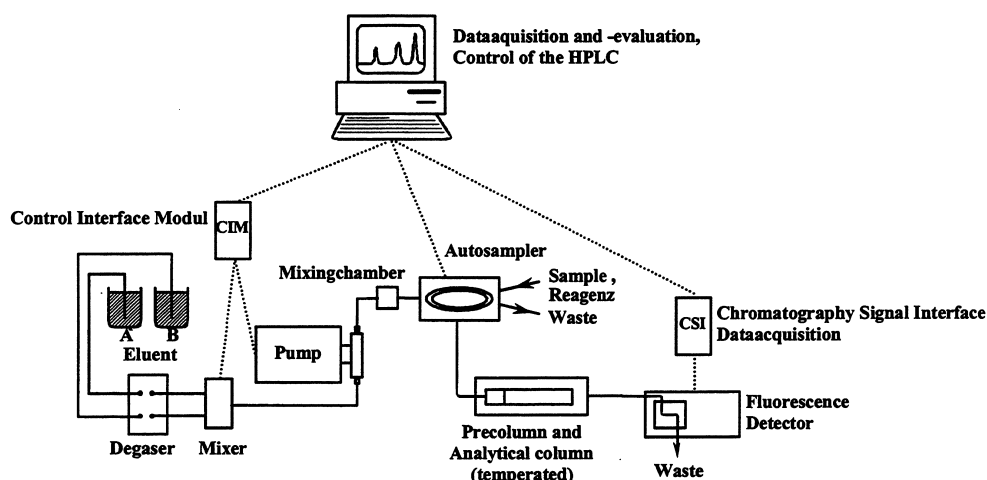 Dataaquisition and -evaluation,
Control of the HPLC
Control Interface Modul
CIM
Autosampler
Mixingchamber
Sample ,
Reagenz
Waste
A
B
Eluent
Pump
CSI
Chromatography Signal Interface
Dataacquisition
Degaser
Mixer
Precolumn and
Analytical column
(temperated)
Fluorescence
Detector
Waste